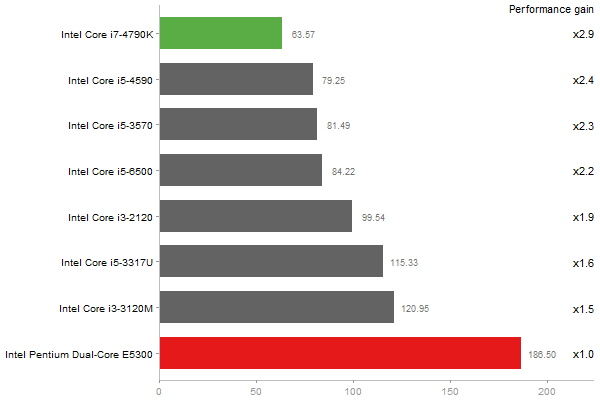 Performance gain
Intel Core i7-4790K 63.57 x2.9
Intel Core i5-4590 79.25 x2.4
Intel Core i5-3570 81.49 x2.3
Intel Core i5-6500 84.22 x2.2
Intel Core i3-2120 99.54 x1.9
Intel Core i5-3317U 115.33 x1.6
Intel Core i3-3120M 120.95 x1.5
Intel Pentium Dual-Core E5300 186.50 x1.0
0 50 100 150 200